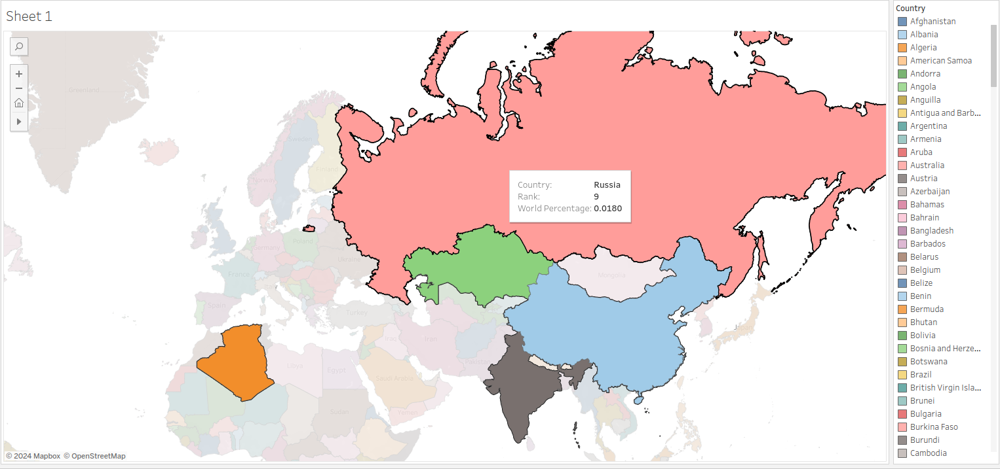 Sheet 1
Greenland
Sweden
Norway
Finland
Country: Russia
Rank: 9
World Percentage: 0.0180
Germany
Poland
Ukraine
France
Italy
Spain
Turkey
Mongolia
Japan
Iraq
Iran
Pakistan
Libya
Egypt
Saudi Arabia
Sudan
Yemen
© 2024 Mapbox © OpenStreetMap
Country
Afghanistan
Albania
Algeria
American Samoa
Andorra
Angola
Anguilla
Antigua and Barb...
Argentina
Armenia
Aruba
Australia
Austria
Azerbaijan
Bahamas
Bahrain
Bangladesh
Barbados
Belarus
Belgium
Belize
Benin
Bermuda
Bhutan
Bolivia
Bosnia and Herze...
Botswana
Brazil
British Virgin Isla...
Brunei
Bulgaria
Burkina Faso
Burundi
Cambodia